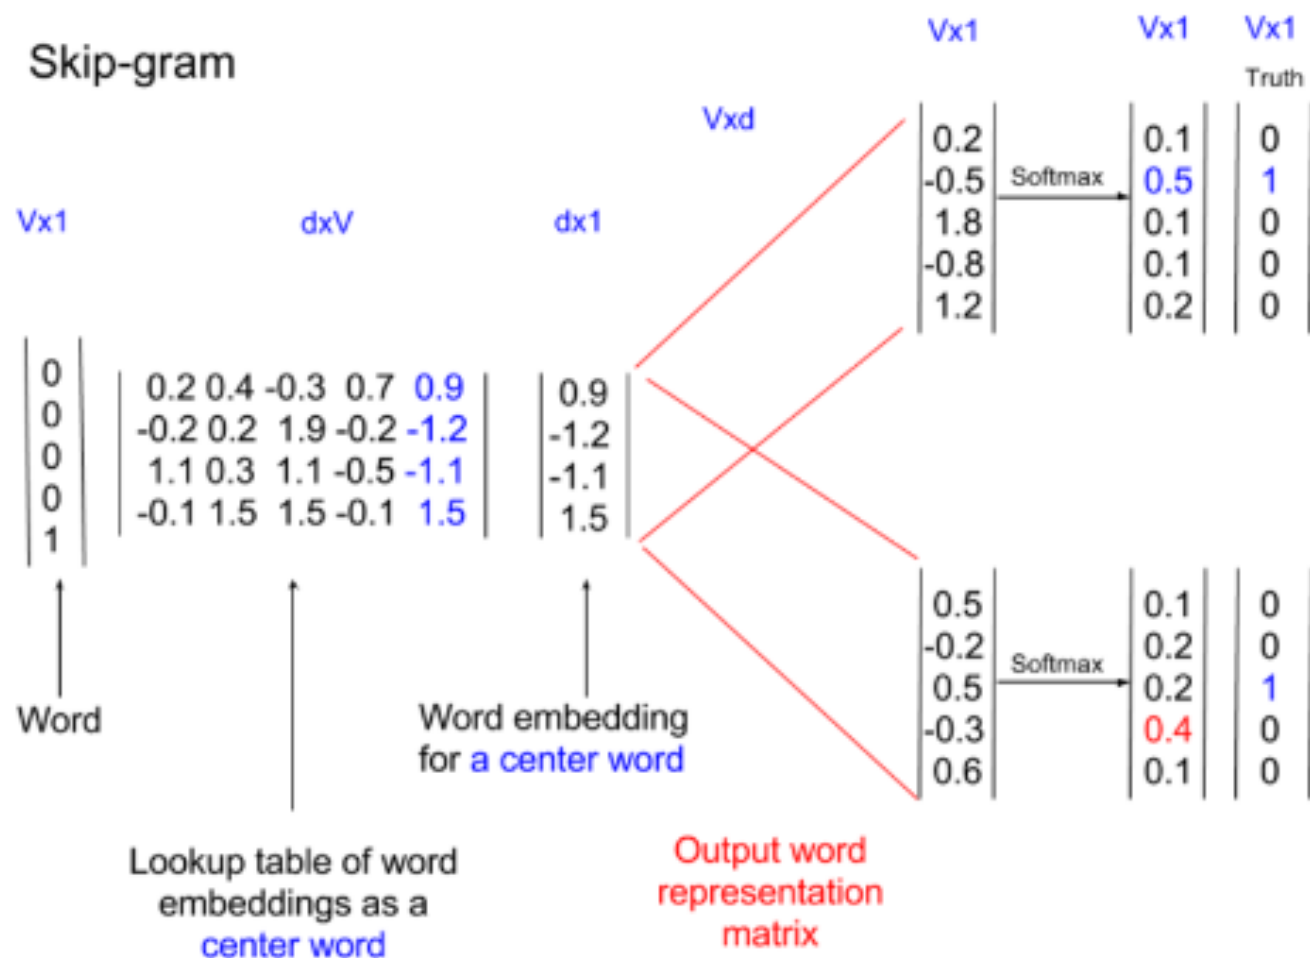 Skip-gram
Vx1
dxV
dx1
Vxd
Vx1
Vx1
Vx1
Truth
0
0
0
0
1
0.2 0.4 -0.3 0.7 0.9
-0.2 0.2 1.9 -0.2 -1.2
1.1 0.3 1.1 -0.5 -1.1
-0.1 1.5 1.5 -0.1 1.5
0.9
-1.2
-1.1
1.5
0.2
-0.5
1.8
-0.8
1.2
Softmax
0.1
0.5
0.1
0.1
0.2
0
1
0
0
0
0.5
-0.2
0.5
-0.3
0.6
Softmax
0.1
0.2
0.2
0.4
0.1
0
0
1
0
0
Word
Lookup table of word
embeddings as a
center word
Word embedding
for a center word
Output word
representation
matrix